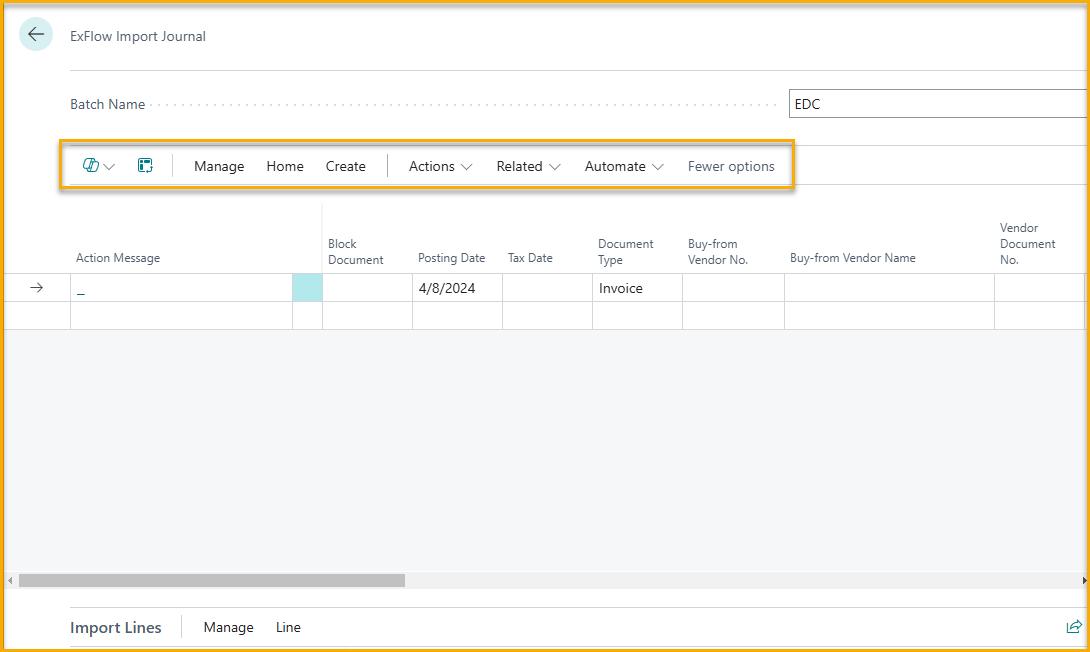 ExFlow Import Journal
Batch Name
EDC
Manage Home Create Actions Related Automate Fewer options
Action Message
Block Document
Posting Date
Tax Date
Document Type
Buy-from Vendor No.
Buy-from Vendor Name
Vendor Document No.
_ 4/8/2024 Invoice
Import Lines Manage Line